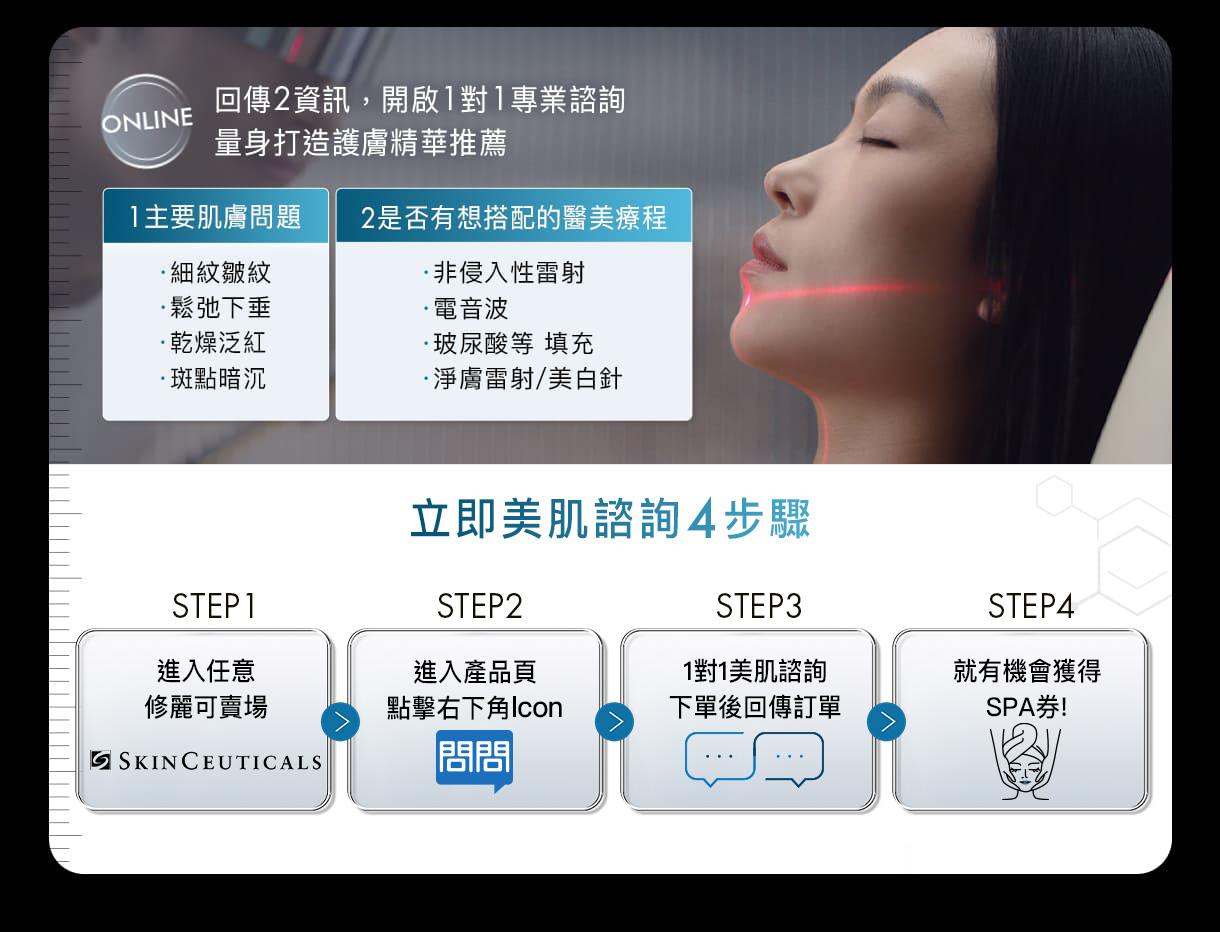 ONLINE
回傳2資訊，開啟1對1專業諮詢
量身打造護膚精華推薦
1主要肌膚問題
·細紋皺紋
·鬆弛下垂
·乾燥泛紅
·斑點暗沉
2是否有想搭配的醫美療程
·非侵入性雷射
·電音波
·玻尿酸等 填充
·淨膚雷射/美白針
立即美肌諮詢4步驟
STEP1
進入任意
修麗可賣場
SKINCEUTICALS
STEP2
進入產品頁
點擊右下角Icon
問問
STEP3
1對1美肌諮詢
下單後回傳訂單
STEP4
就有機會獲得
SPA券!